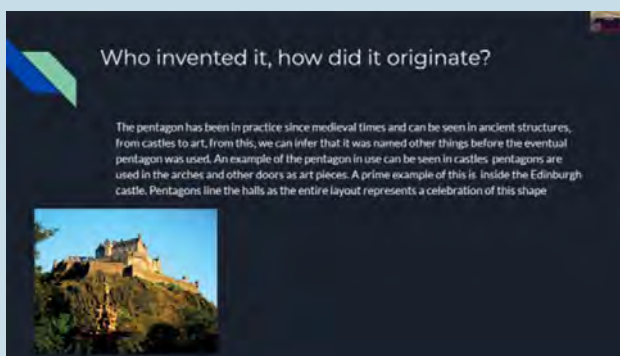 Who invented it, how did it originate?
The pentagon has been in practice since medieval times and can be seen in ancient structures,
from castles to art, from this, we can infer that it was named other things before the eventual
pentagon was used. An example of the pentagon in use can be seen in castles pentagons are
used in the arches and other doors as art pieces. A prime example of this is inside the Edinburgh
castle. Pentagons line the halls as the entire layout represents a celebration of this shape